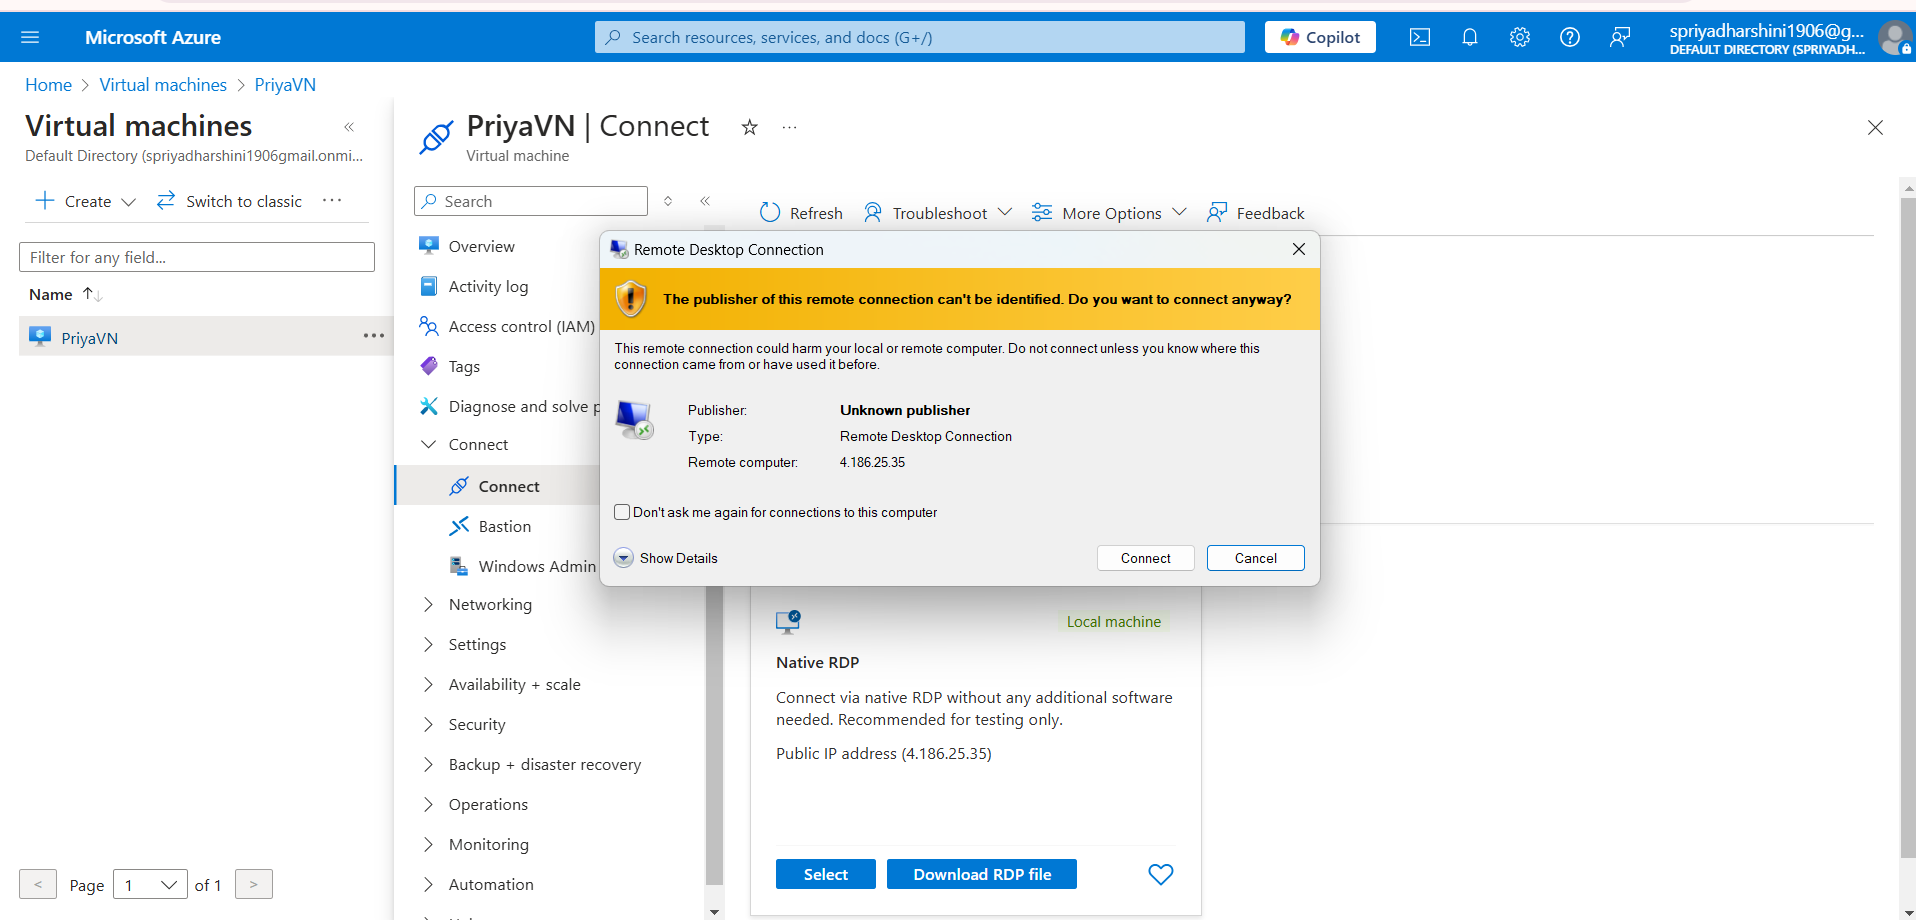 Microsoft Azure
Search resources, services, and docs (G+/)
Copilot
spriyadharshini1906@g...
DEFAULT DIRECTORY (SPRIYADH...
Home > Virtual machines > PriyaVN
Virtual machines
Default Directory (spriyadharshini1906gmail.onmi...
Create
Switch to classic
Filter for any field...
Name
PriyaVN
< Page 1 of 1 >
PriyaVN | Connect
Virtual machine
Search
Overview
Activity log
Access control (IAM)
Tags
Diagnose and solve p
Connect
Connect
Bastion
Windows Admin
Networking
Settings
Availability + scale
Security
Backup + disaster recovery
Operations
Monitoring
Automation
Refresh
Troubleshoot
More Options
Feedback
Remote Desktop Connection
The publisher of this remote connection can't be identified. Do you want to connect anyway?
This remote connection could harm your local or remote computer. Do not connect unless you know where this
connection came from or have used it before.
Publisher: Unknown publisher
Type: Remote Desktop Connection
Remote computer: 4.186.25.35
Don't ask me again for connections to this computer
Show Details
Connect
Cancel
Local machine
Native RDP
Connect via native RDP without any additional software
needed. Recommended for testing only.
Public IP address (4.186.25.35)
Select
Download RDP file